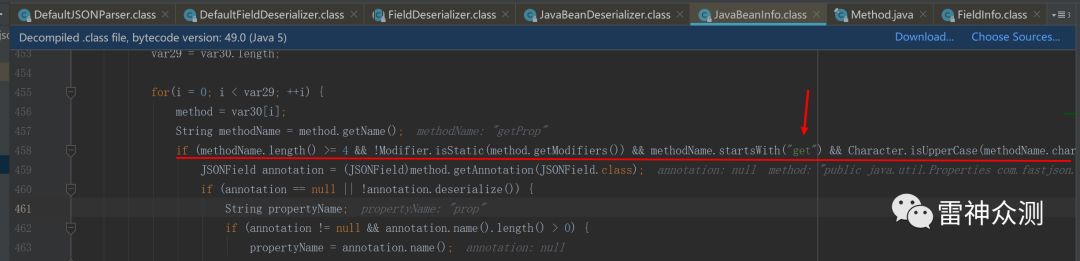 DefaultJSONParser.class × DefaultFieldDeserializer.class × FieldDeserializer.class × JavaBeanDeserializer.class × JavaBeanInfo.class × Method.java × FieldInfo.class ×
Decompiled .class file, bytecode version: 49.0 (Java 5) Download... Choose Sources...
453 var29 = var30.length;
454
455 for(i = 0; i < var29; ++i) {
456 method = var30[i];
457 String methodName = method.getName(); methodName: "getProp"
458 if (methodName.length() >= 4 && !Modifier.isStatic(method.getModifiers()) && methodName.startsWith("get") && Character.isUpperCase(methodName.char
459 JSONField annotation = (JSONField)method.getAnnotation(JSONField.class); annotation: null method: "public java.util.Properties com.fastjson.
460 if (annotation == null || !annotation.deserialize()) {
461 String propertyName; propertyName: "prop"
462 if (annotation != null && annotation.name().length() > 0) {
463 propertyName = annotation.name(); annotation: null
雷神众测